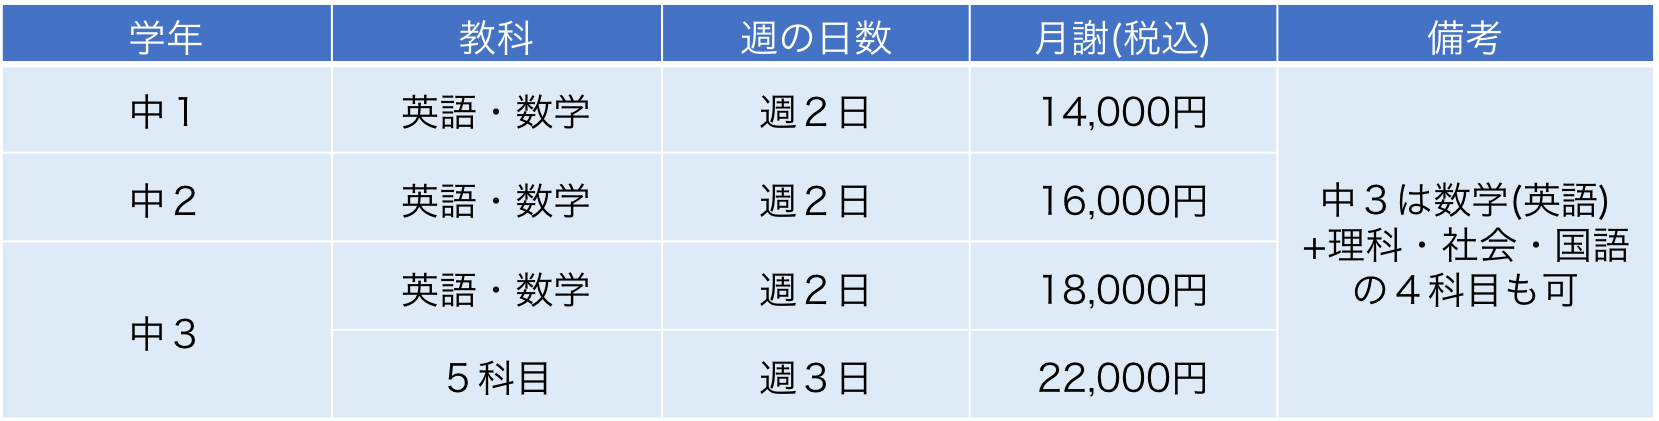 学年 教科 週の日数 月謝(税込) 備考
中１ 英語・数学 週２日 14,000円
中２ 英語・数学 週２日 16,000円
中３ 英語・数学 週２日 18,000円
５科目 週３日 22,000円
中３は数学(英語)
+理科・社会・国語
の４科目も可